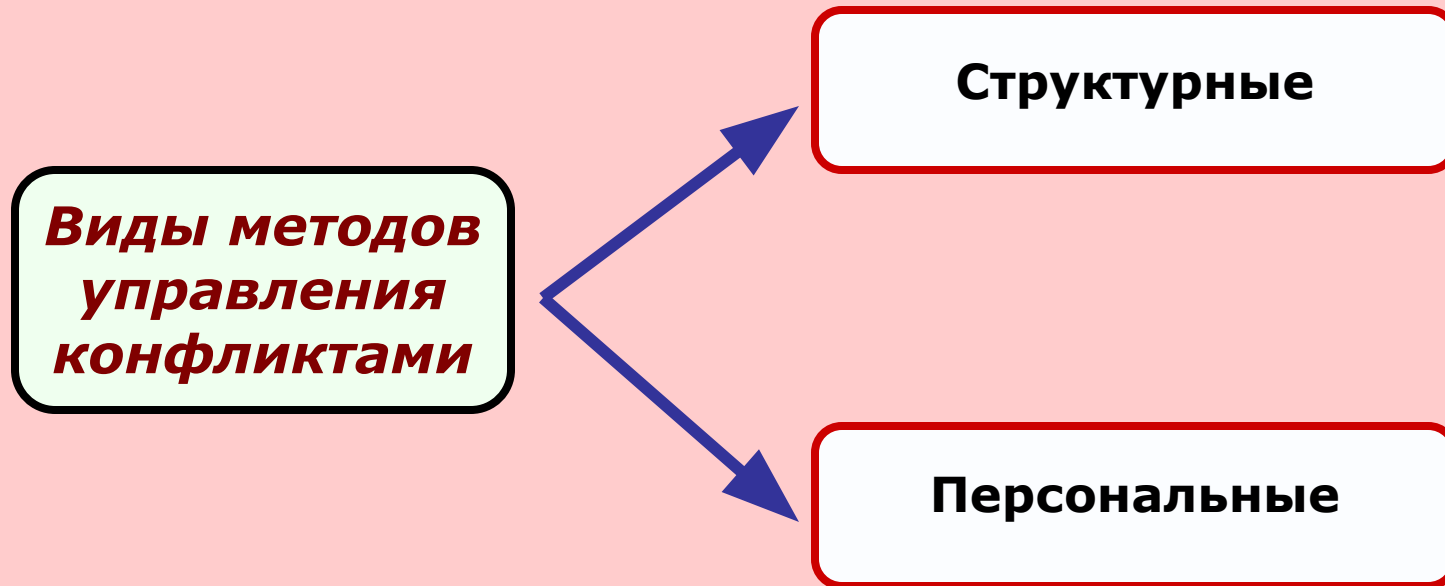 Структурные
Виды методов
управления
конфликтами
Персональные